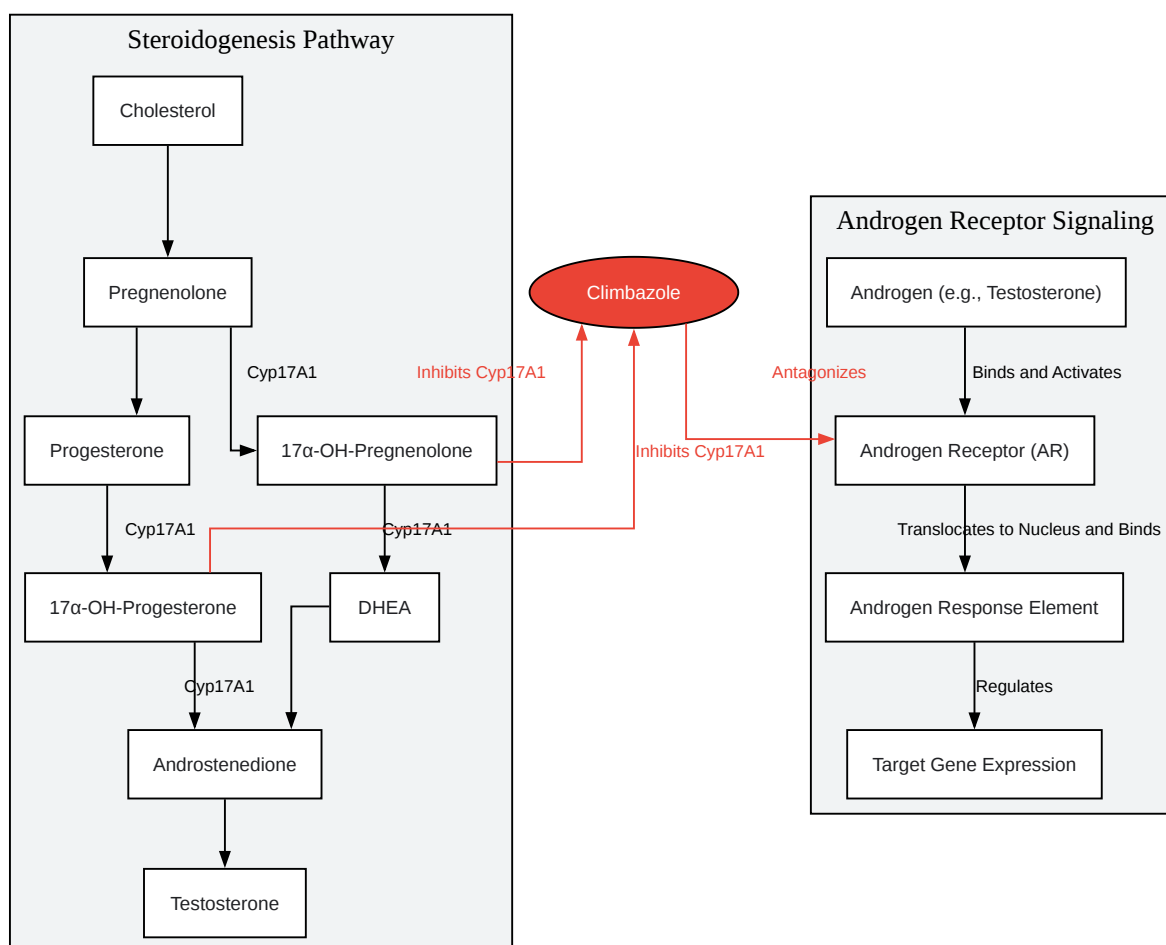 Steroidogenesis Pathway
Cholesterol
Pregnenolone
Cyp17A1
Progesterone
17α-OH-Pregnenolone
Cyp17A1
Cyp17A1
17α-OH-Progesterone
DHEA
Cyp17A1
Androstenedione
Testosterone
Climbazole
Inhibits Cyp17A1
Inhibits Cyp17A1
Antagonizes
Androgen Receptor Signaling
Androgen (e.g., Testosterone)
Binds and Activates
Androgen Receptor (AR)
Translocates to Nucleus and Binds
Androgen Response Element
Regulates
Target Gene Expression